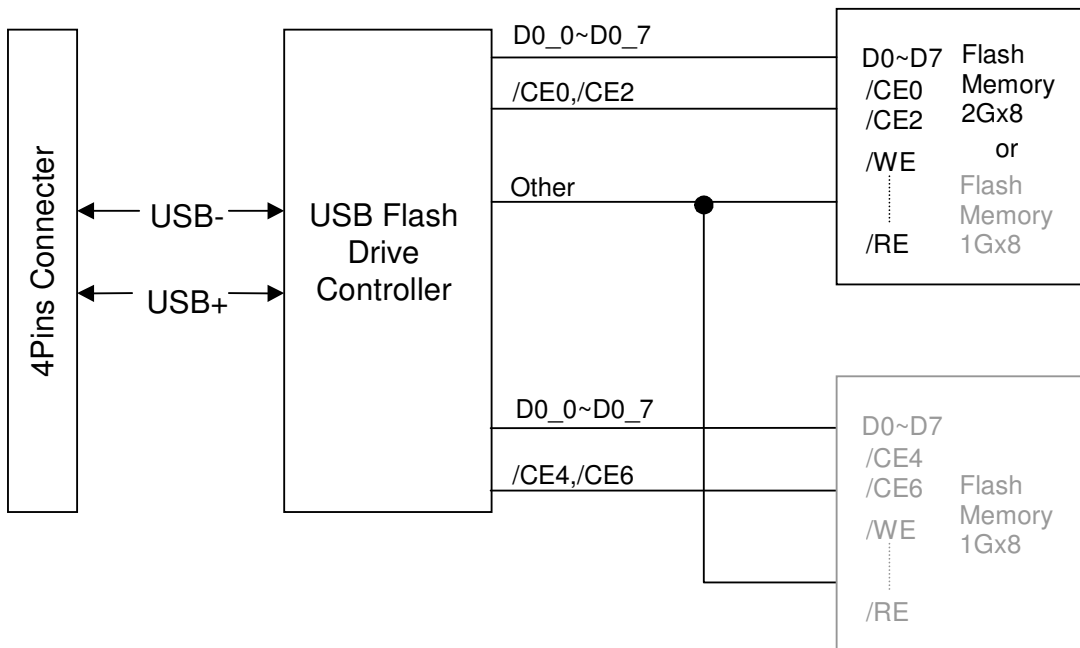 4Pins Connecter
USB-
USB+
USB Flash
Drive
Controller
D0_0~D0_7
/CE0,/CE2
Other
D0_0~D0_7
/CE4,/CE6
D0~D7
/CE0
/CE2
/WE
/RE
Flash
Memory
2Gx8
or
Flash
Memory
1Gx8
D0~D7
/CE4
/CE6
/WE
/RE
Flash
Memory
1Gx8